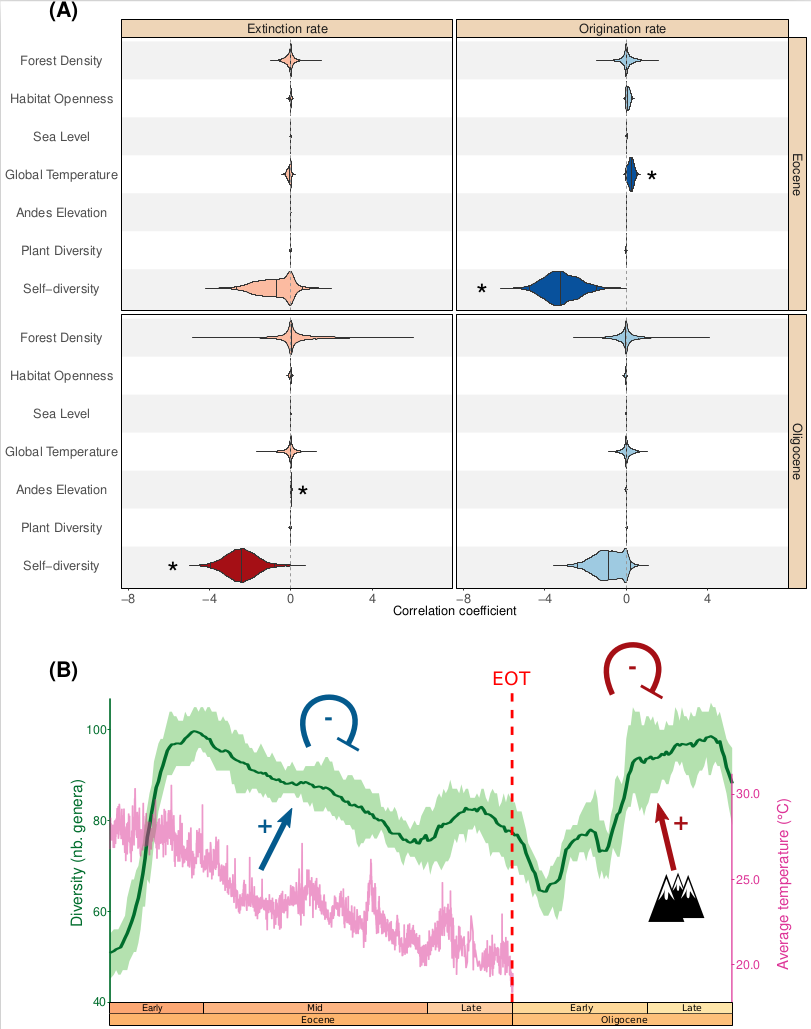 (A)
Extinction rate
Origination rate
Forest Density
Habitat Openness
Sea Level
Global Temperature
*
Andes Elevation
Plant Diversity
Self−diversity
*
Eocene
Forest Density
Habitat Openness
Sea Level
Global Temperature
Andes Elevation
*
Plant Diversity
Self−diversity
*
Oligocene
−8 −4 0 4 −8 −4 0 4
Correlation coefficient
(B)
EOT
-
-
+
+
Diversity (nb. genera)
100
80
60
40
30.0
25.0
20.0
Average temperature (°C)
Early Mid Late Early Late
Eocene Oligocene